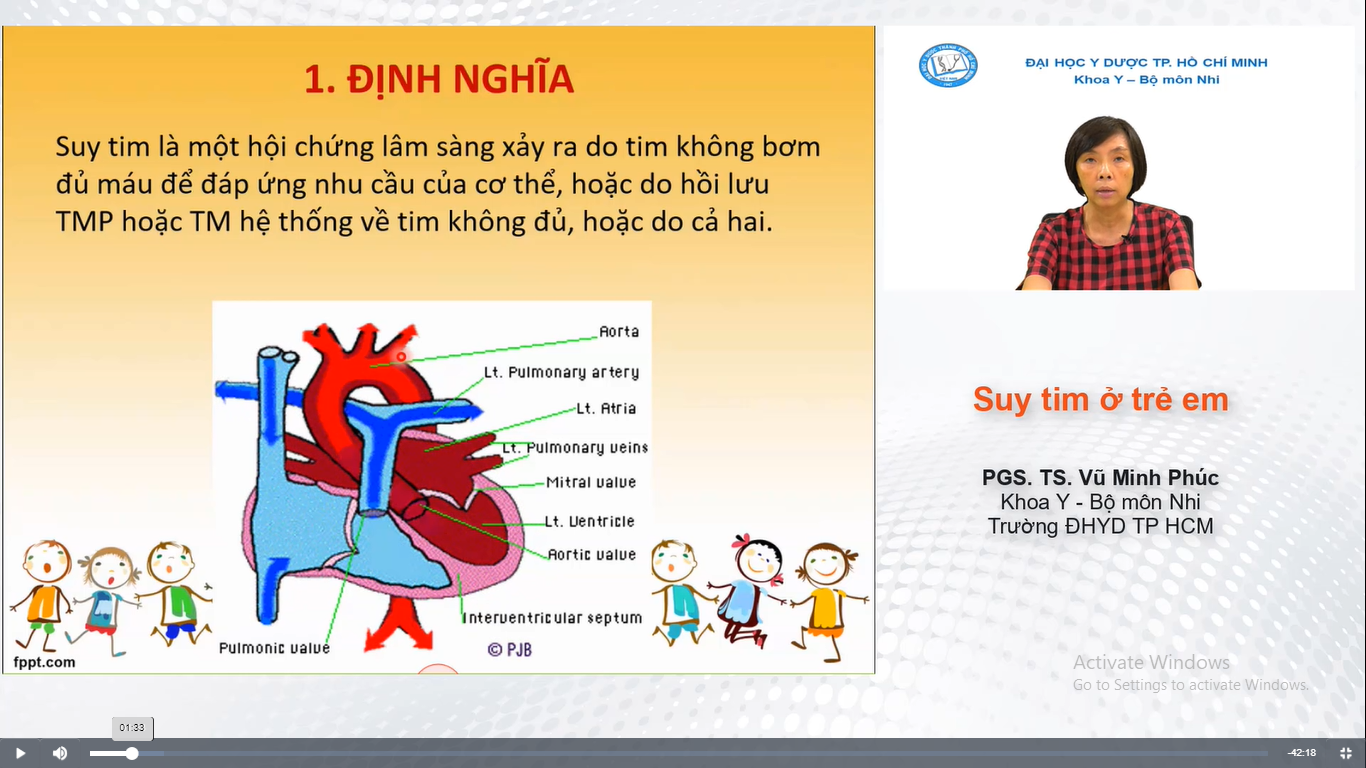 1. ĐỊNH NGHĨA
Suy tim là một hội chứng lâm sàng xảy ra do tim không bơm
đủ máu để đáp ứng nhu cầu của cơ thể, hoặc do hồi lưu
TMP hoặc TM hệ thống về tim không đủ, hoặc do cả hai.
Aorta
Lt. Pulmonary artery
Lt. Atria
Lt. Pulmonary veins
Mitral valve
Lt. Ventricle
Aortic valve
Interventricular septum
Pulmonic valve
© PJB
fppt.com
ĐẠI HỌC Y DƯỢC TP. HỒ CHÍ MINH
Khoa Y – Bộ môn Nhi
Suy tim ở trẻ em
PGS. TS. Vũ Minh Phúc
Khoa Y - Bộ môn Nhi
Trường ĐHYD TP HCM
Activate Windows
Go to Settings to activate Windows.
01:33
-42:18